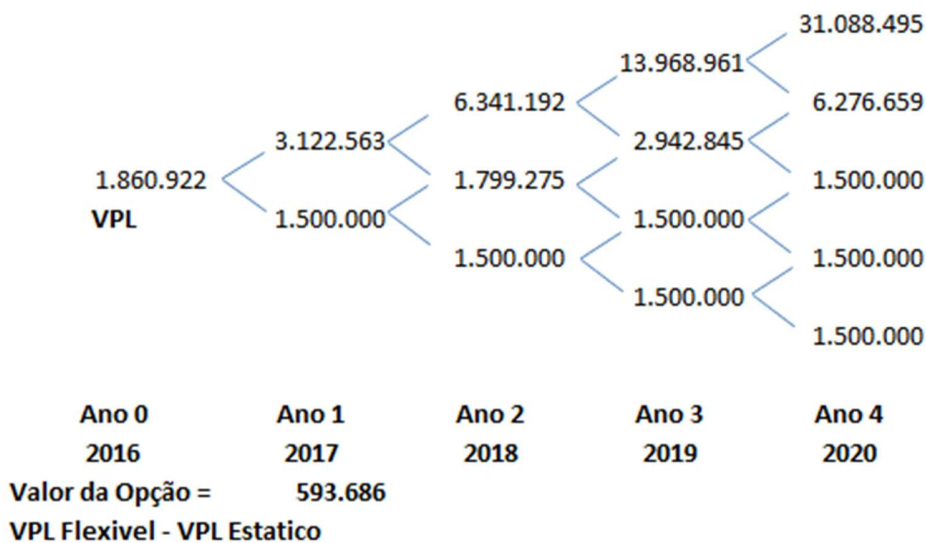 31.088.495
13.968.961
6.341.192 6.276.659
3.122.563 2.942.845
1.860.922 1.799.275 1.500.000
VPL 1.500.000 1.500.000
1.500.000 1.500.000
1.500.000
1.500.000
Ano 0 Ano 1 Ano 2 Ano 3 Ano 4
2016 2017 2018 2019 2020
Valor da Opção = 593.686
VPL Flexivel - VPL Estatico